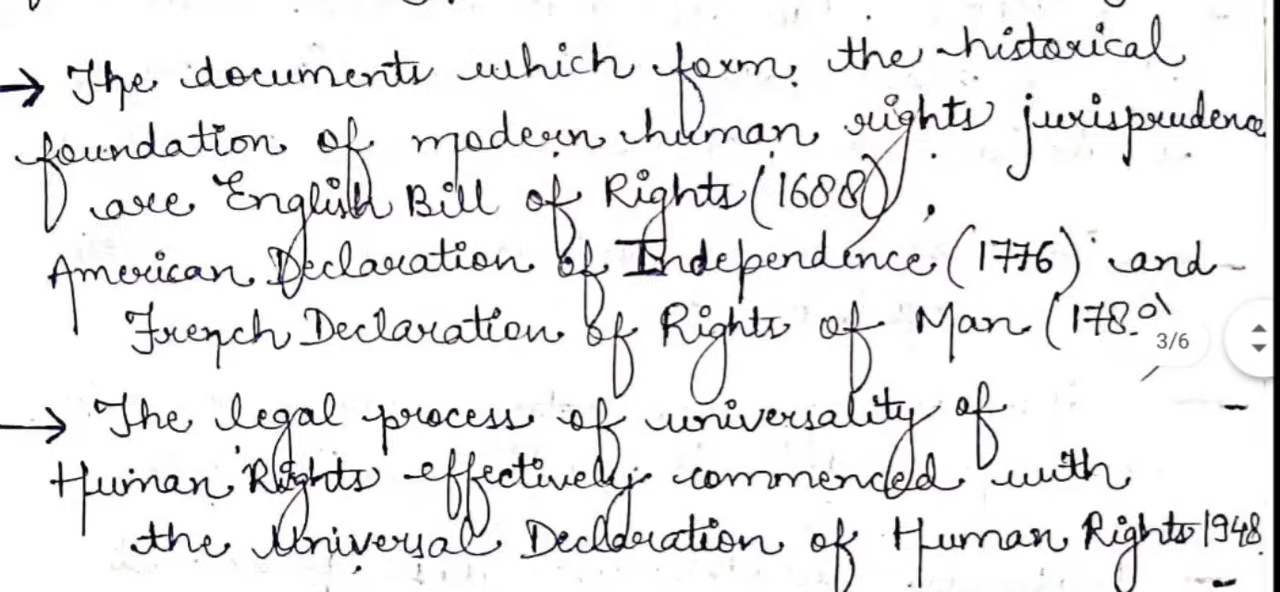 → The documents which form the historical
foundation of modern human rights jurisprudence
are English Bill of Rights (1688),
American Declaration of Independence (1776) and
French Declaration of Rights of Man
3/6
→ The legal process of universality of
Human Rights effectively commenced with
the Universal Declaration of Human Rights 1948.